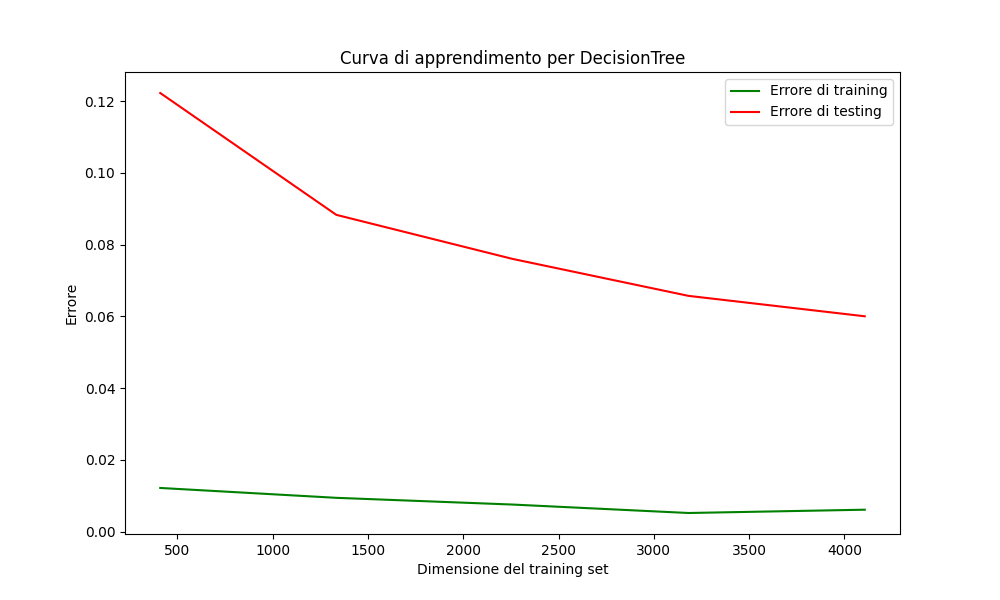 Curva di apprendimento per DecisionTree
Errore di training
Errore di testing
0.12
0.10
0.08
0.06
0.04
0.02
0.00
Errore
500 1000 1500 2000 2500 3000 3500 4000
Dimensione del training set